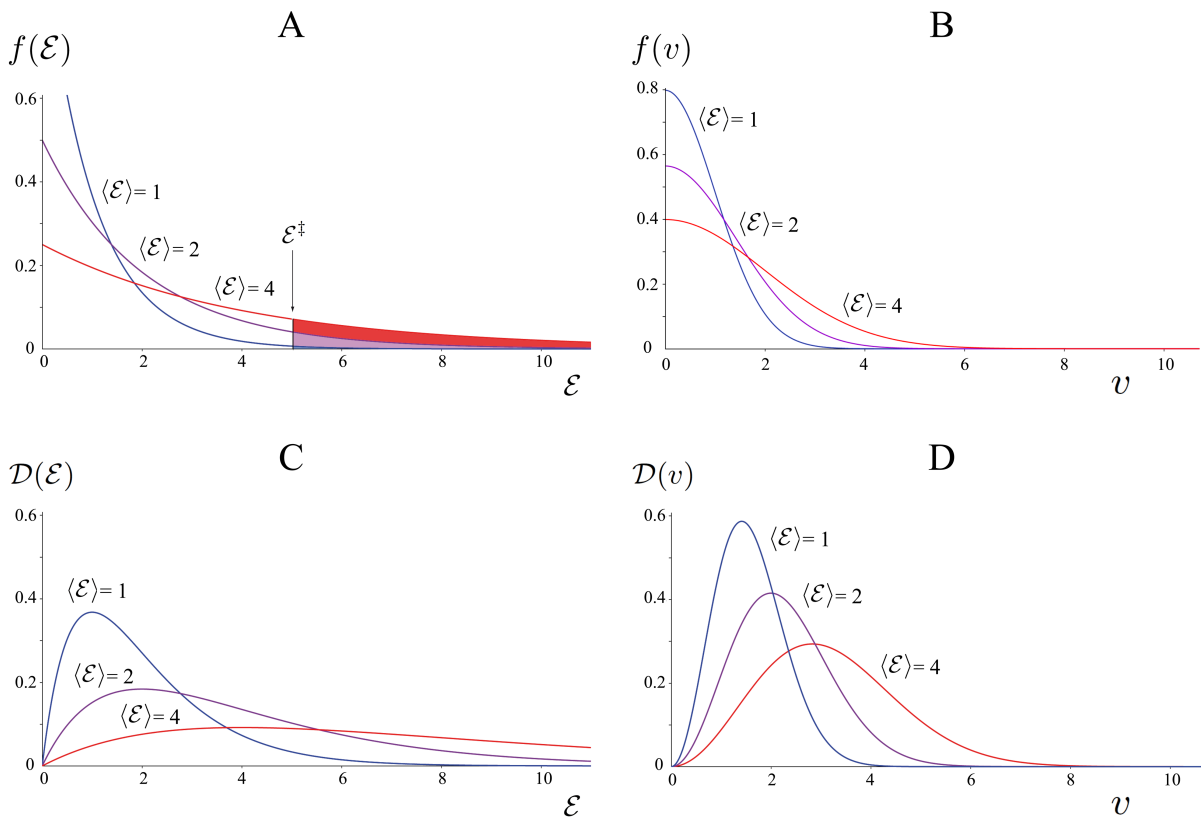 A
f(ℰ)
0.6
0.4
0.2
0
⟨ℰ⟩= 1
⟨ℰ⟩= 2
⟨ℰ⟩= 4
ℰ‡
0 2 4 6 8 10
ℰ
B
f(v)
0.8
0.6
0.4
0.2
0
⟨ℰ⟩= 1
⟨ℰ⟩= 2
⟨ℰ⟩= 4
0 2 4 6 8 10
v
C
𝒟(ℰ)
0.6
0.4
0.2
0
⟨ℰ⟩= 1
⟨ℰ⟩= 2
⟨ℰ⟩= 4
0 2 4 6 8 10
ℰ
D
𝒟(v)
0.6
0.4
0.2
0
⟨ℰ⟩= 1
⟨ℰ⟩= 2
⟨ℰ⟩= 4
0 2 4 6 8 10
v